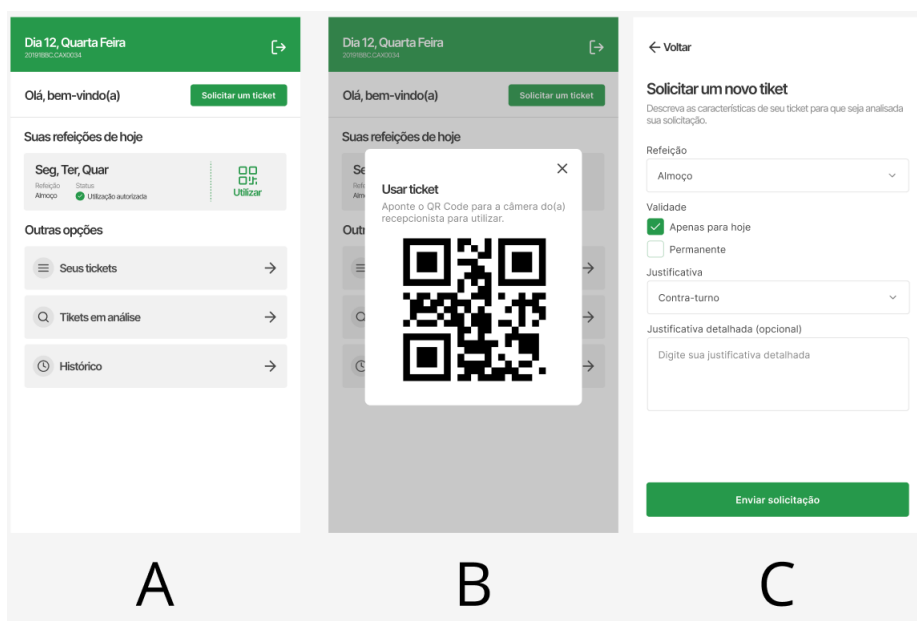 Dia 12, Quarta Feira
Olá, bem-vindo(a)
Solicitar um ticket
Suas refeições de hoje
Seg, Ter, Quar
Refeição Status
Almoço Utilização autorizada
Utilizar
Outras opções
Seus tickets
Tikets em análise
Histórico
A
Dia 12, Quarta Feira
Olá, bem-vindo(a)
Solicitar um ticket
Suas refeições de hoje
Usar ticket
Aponte o QR Code para a câmera do(a)
recepcionista para utilizar.
B
Voltar
Solicitar um novo tiket
Descreva as características de seu ticket para que seja analisada
sua solicitação.
Refeição
Almoço
Validade
Apenas para hoje
Permanente
Justificativa
Contra-turno
Justificativa detalhada (opcional)
Digite sua justificativa detalhada
Enviar solicitação
C